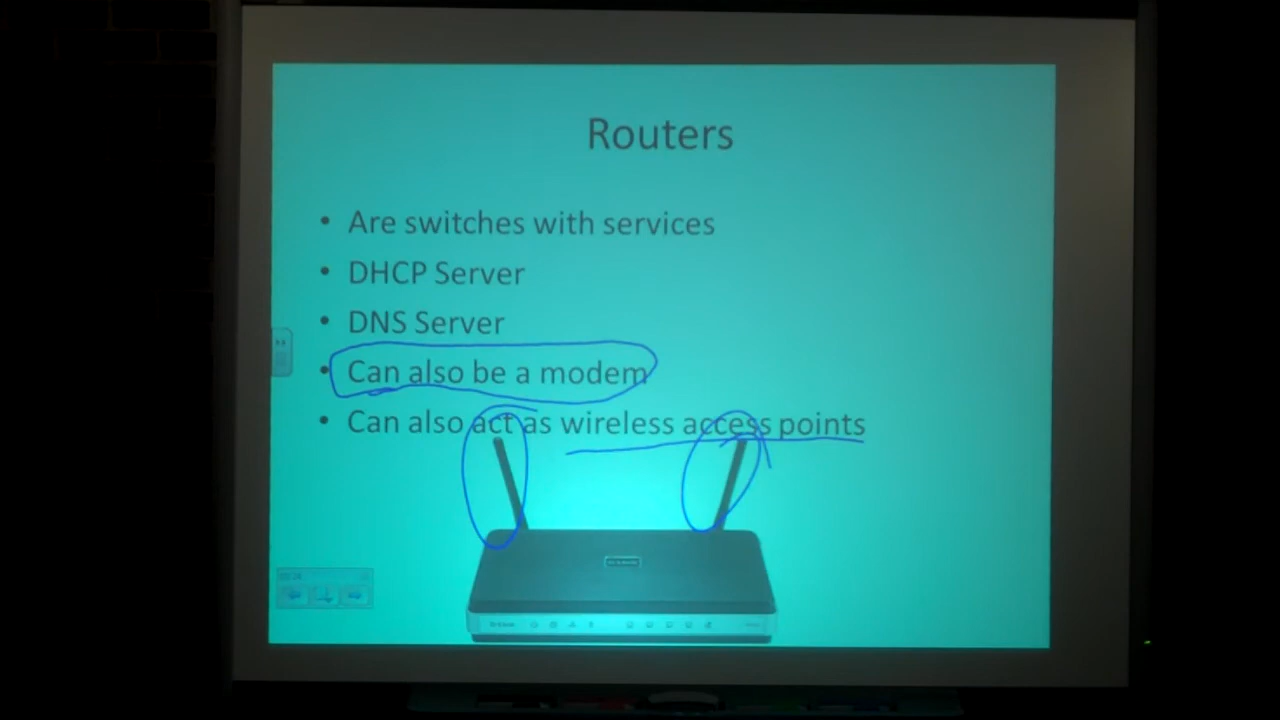 Routers
• Are switches with services
• DHCP Server
• DNS Server
• Can also be a modem
• Can also act as wireless access points
D-Link